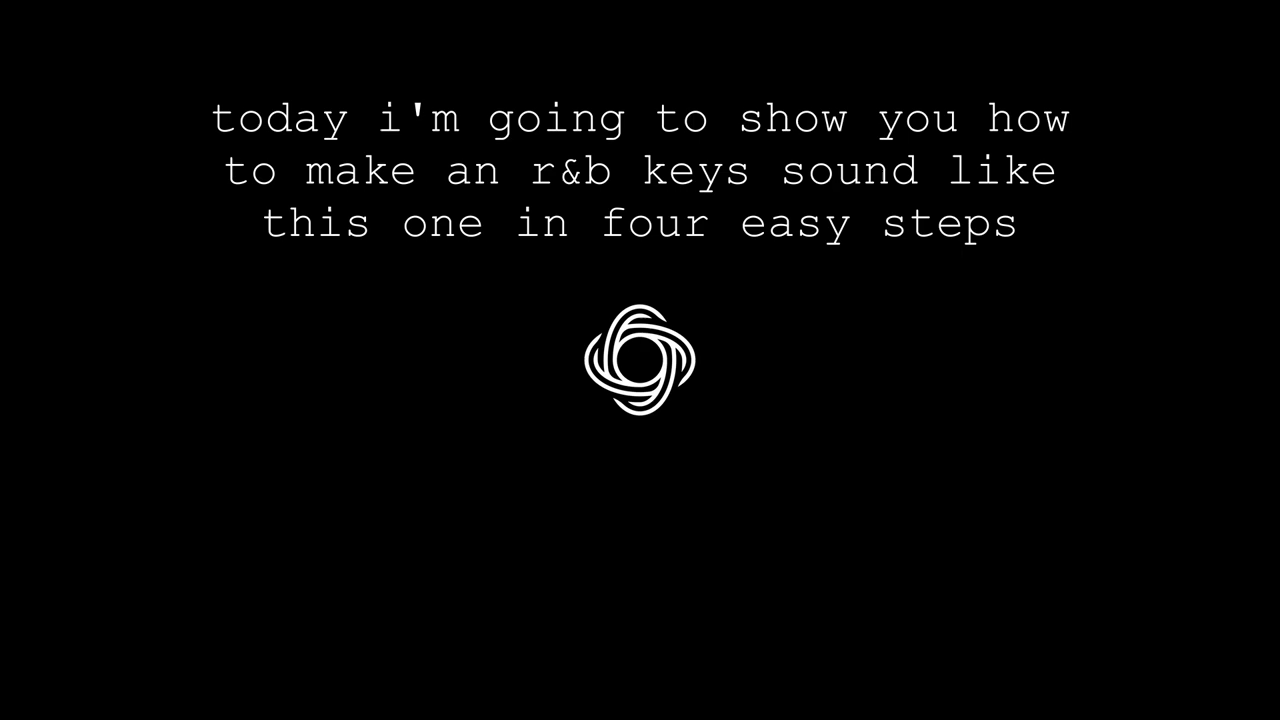 today i'm going to show you how
to make an r&b keys sound like
this one in four easy steps